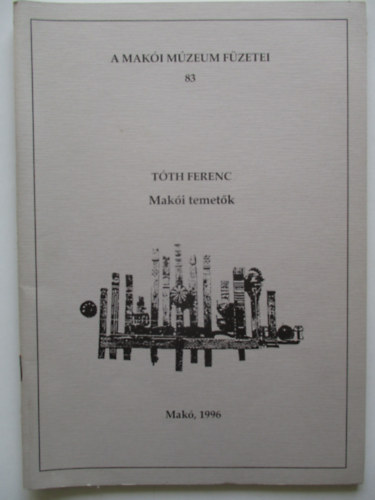 A MAKÓI MÚZEUM FÜZETEI
83
TÓTH FERENC
Makói temetők
Makó, 1996